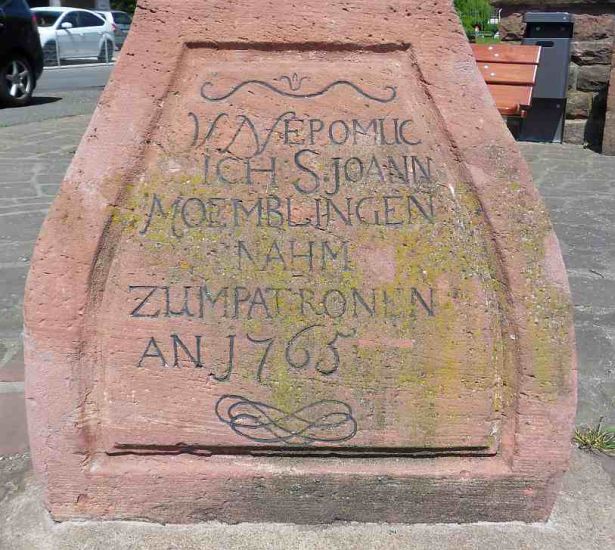 V NEPOMUC
ICH S. JOANN
MOEMBLINGEN
NAHM
ZUM PATRONEN
AN J 1765